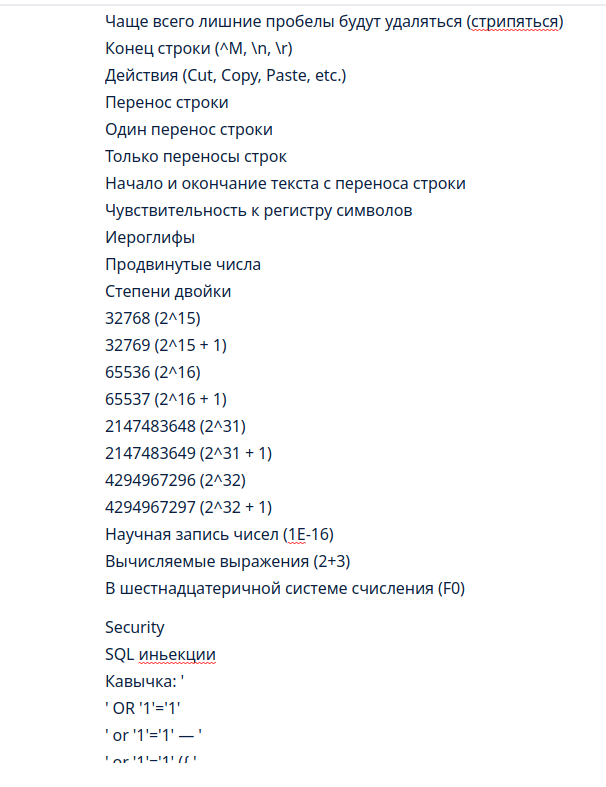 Чаще всего лишние пробелы будут удаляться (стрипяться)
Конец строки (^M, \n, \r)
Действия (Cut, Copy, Paste, etc.)
Перенос строки
Один перенос строки
Только переносы строк
Начало и окончание текста с переноса строки
Чувствительность к регистру символов
Иероглифы
Продвинутые числа
Степени двойки
32768 (2^15)
32769 (2^15 + 1)
65536 (2^16)
65537 (2^16 + 1)
2147483648 (2^31)
2147483649 (2^31 + 1)
4294967296 (2^32)
4294967297 (2^32 + 1)
Научная запись чисел (1E-16)
Вычисляемые выражения (2+3)
В шестнадцатеричной системе счисления (F0)
Security
SQL иньекции
Кавычка: '
' OR '1'='1'
' or '1'='1' — '
' or '1'='1' ({ '